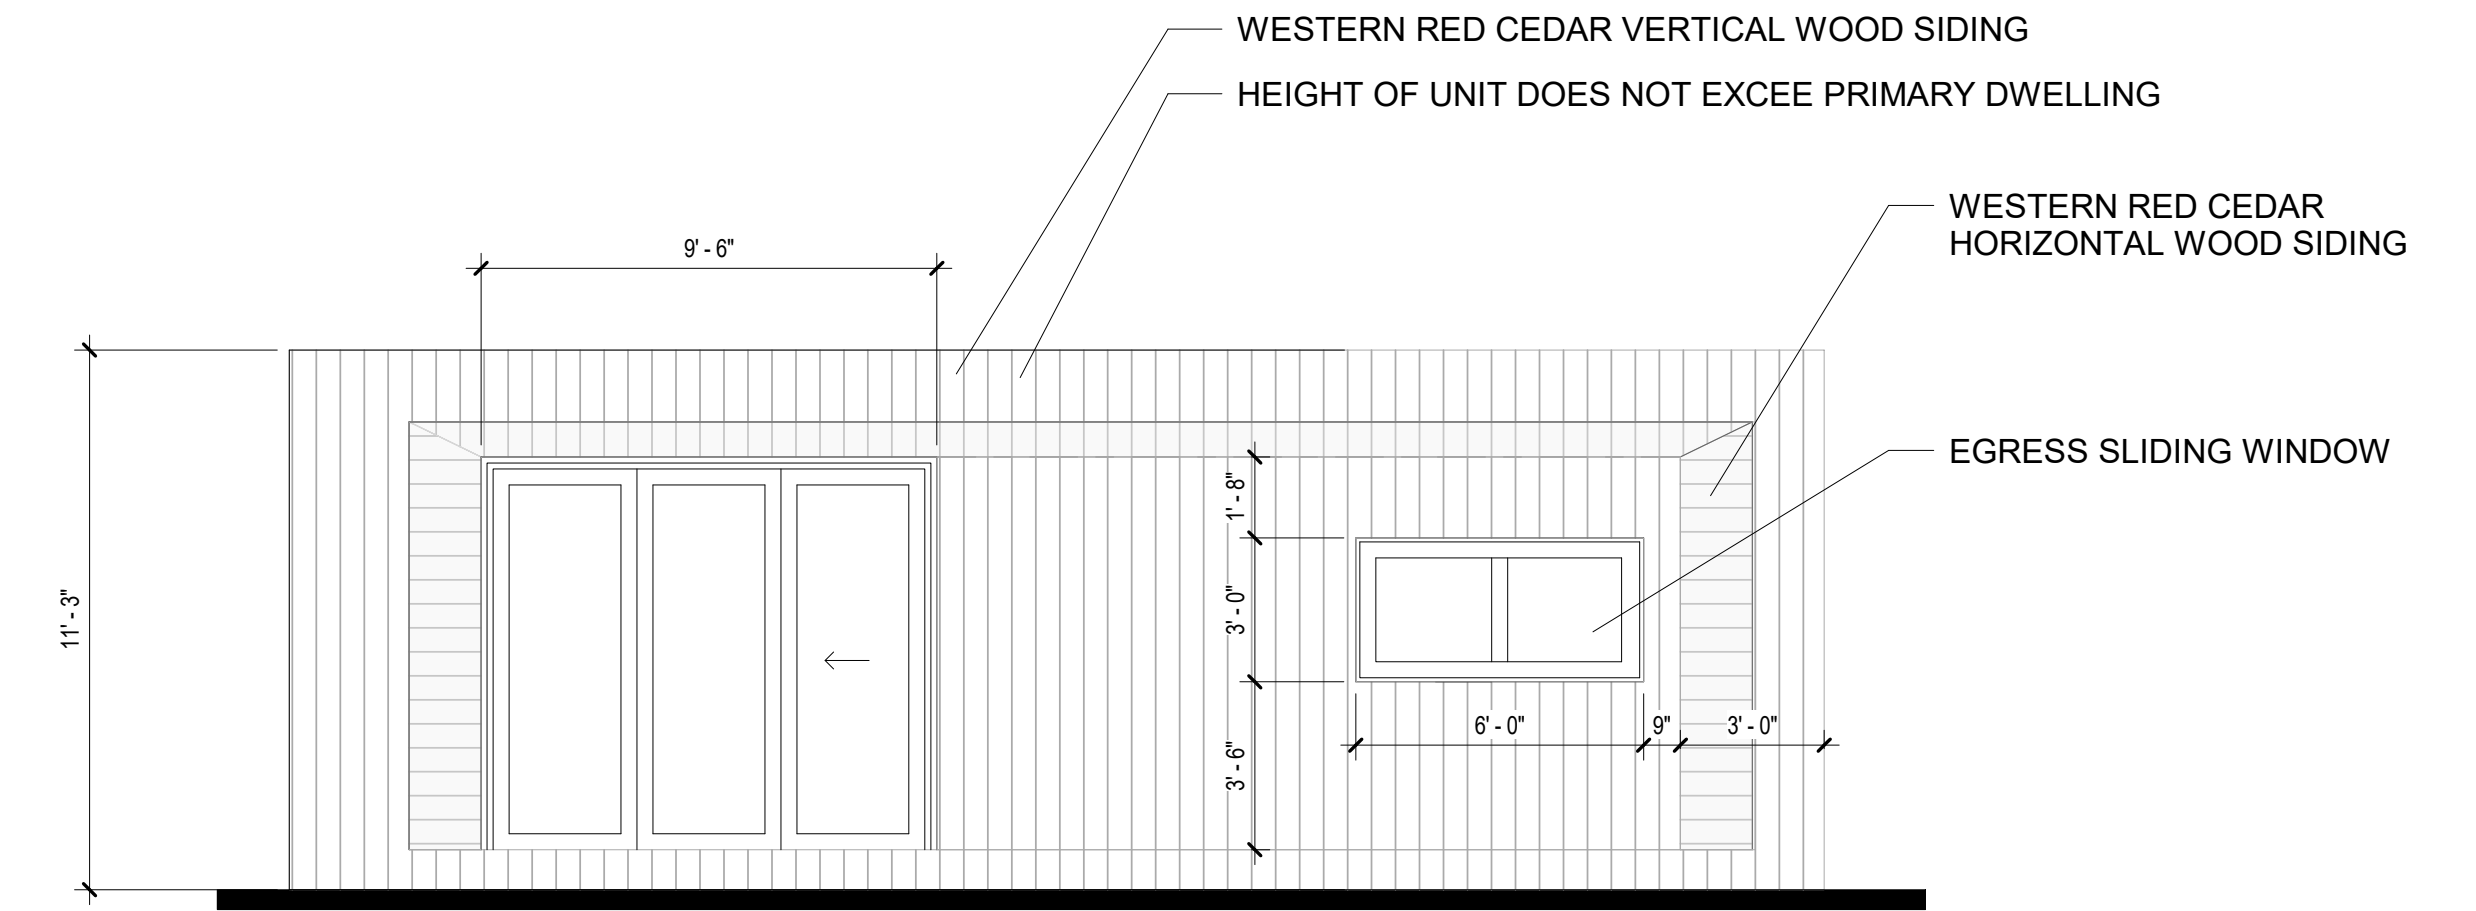 WESTERN RED CEDAR VERTICAL WOOD SIDING
HEIGHT OF UNIT DOES NOT EXCEE PRIMARY DWELLING
WESTERN RED CEDAR
HORIZONTAL WOOD SIDING
9' - 6"
EGRESS SLIDING WINDOW
1' - 8"
11' - 3"
3' - 0"
6' - 0"
9"
3' - 0"
3' - 6"